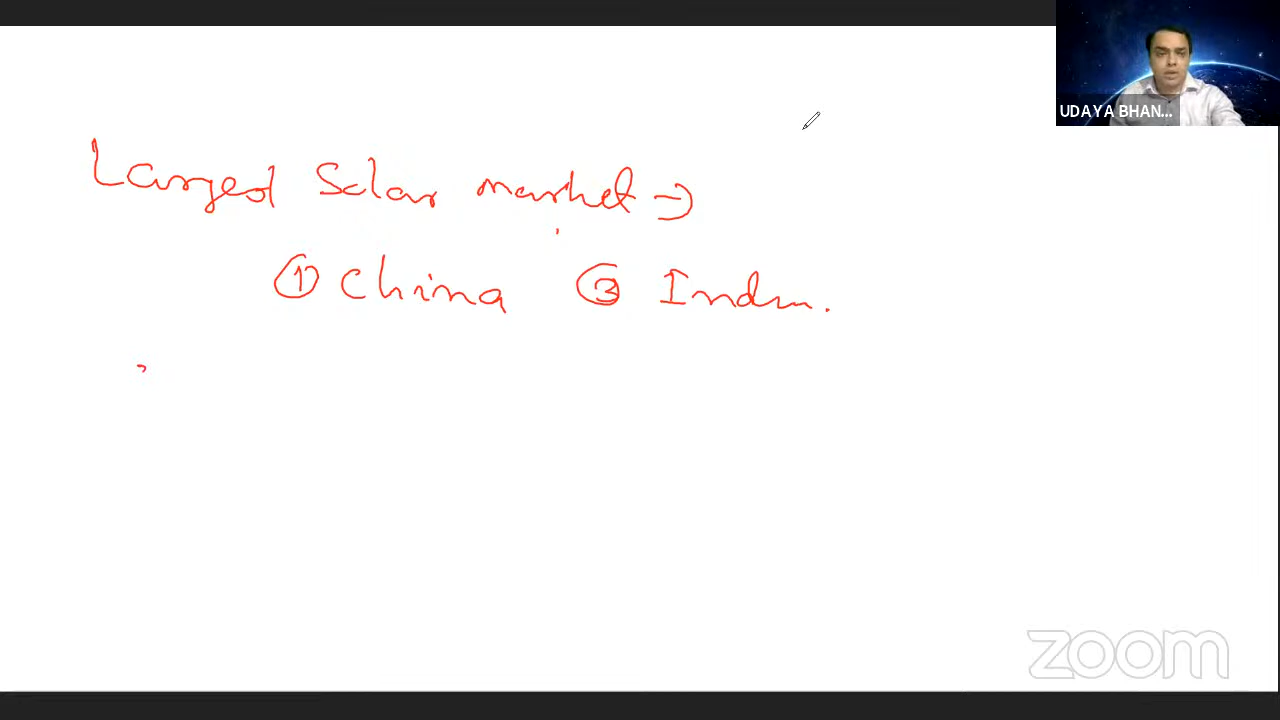 UDAYA BHAN...
Largest Solar market →
① China ③ India.
zoom